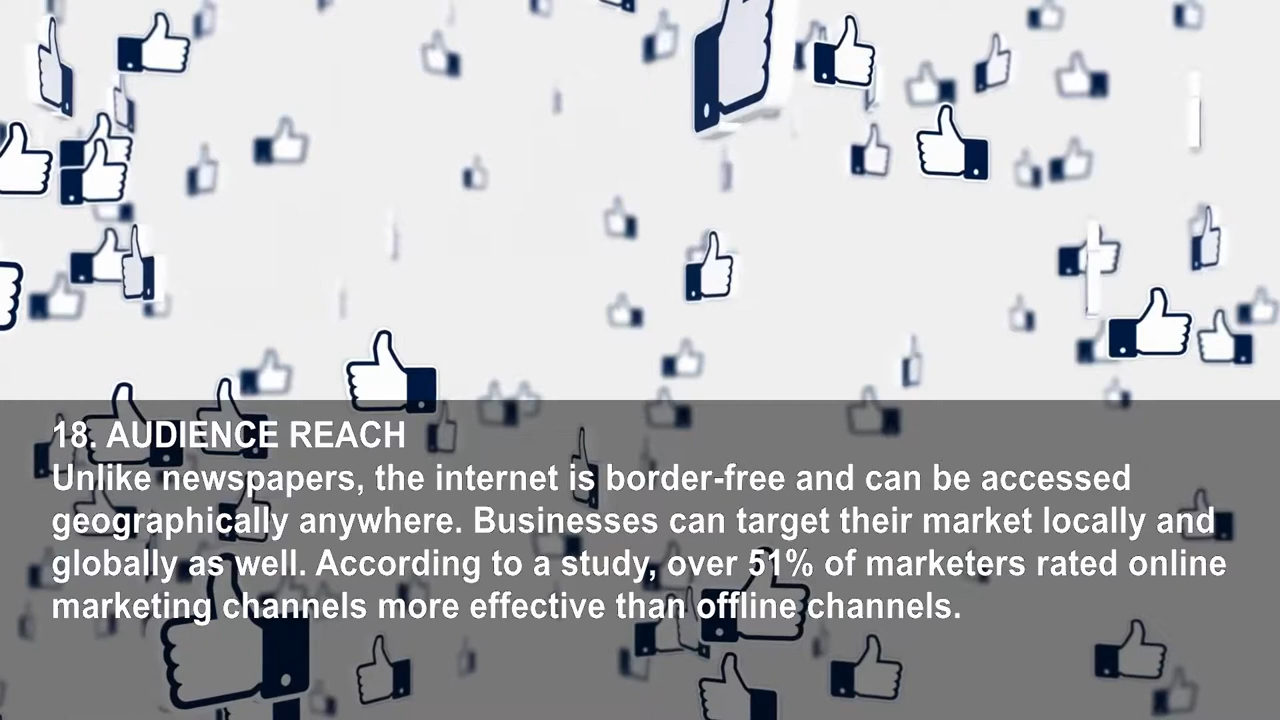 18. AUDIENCE REACH
Unlike newspapers, the internet is border-free and can be accessed
geographically anywhere. Businesses can target their market locally and
globally as well. According to a study, over 51% of marketers rated online
marketing channels more effective than offline channels.